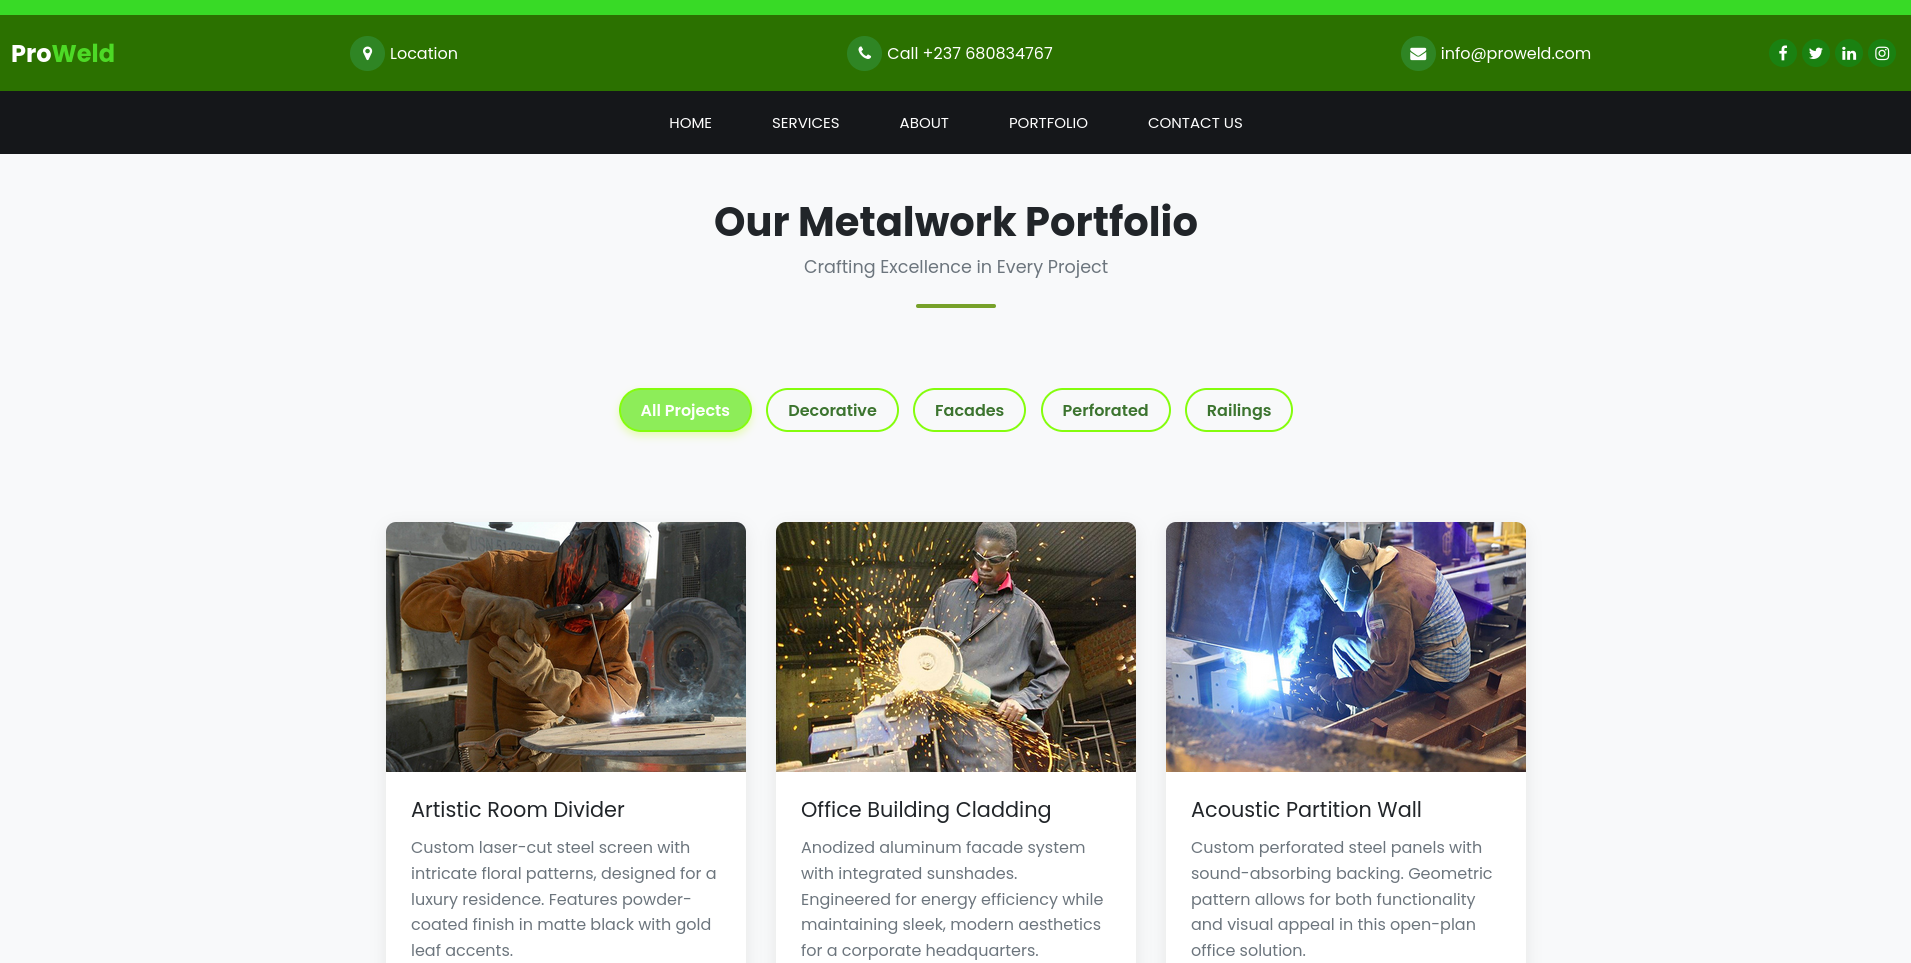 ProWeld
Location
Call +237 680834767
info@proweld.com
HOME SERVICES ABOUT PORTFOLIO CONTACT US
Our Metalwork Portfolio
Crafting Excellence in Every Project
All Projects Decorative Facades Perforated Railings
Artistic Room Divider
Custom laser-cut steel screen with
intricate floral patterns, designed for a
luxury residence. Features powder-
coated finish in matte black with gold
leaf accents.
Office Building Cladding
Anodized aluminum facade system
with integrated sunshades.
Engineered for energy efficiency while
maintaining sleek, modern aesthetics
for a corporate headquarters.
Acoustic Partition Wall
Custom perforated steel panels with
sound-absorbing backing. Geometric
pattern allows for both functionality
and visual appeal in this open-plan
office solution.